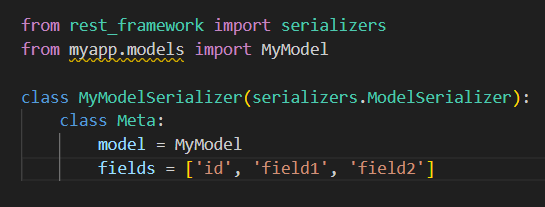 from rest_framework import serializers
from myapp.models import MyModel

class MyModelSerializer(serializers.ModelSerializer):
    class Meta:
        model = MyModel
        fields = ['id', 'field1', 'field2']